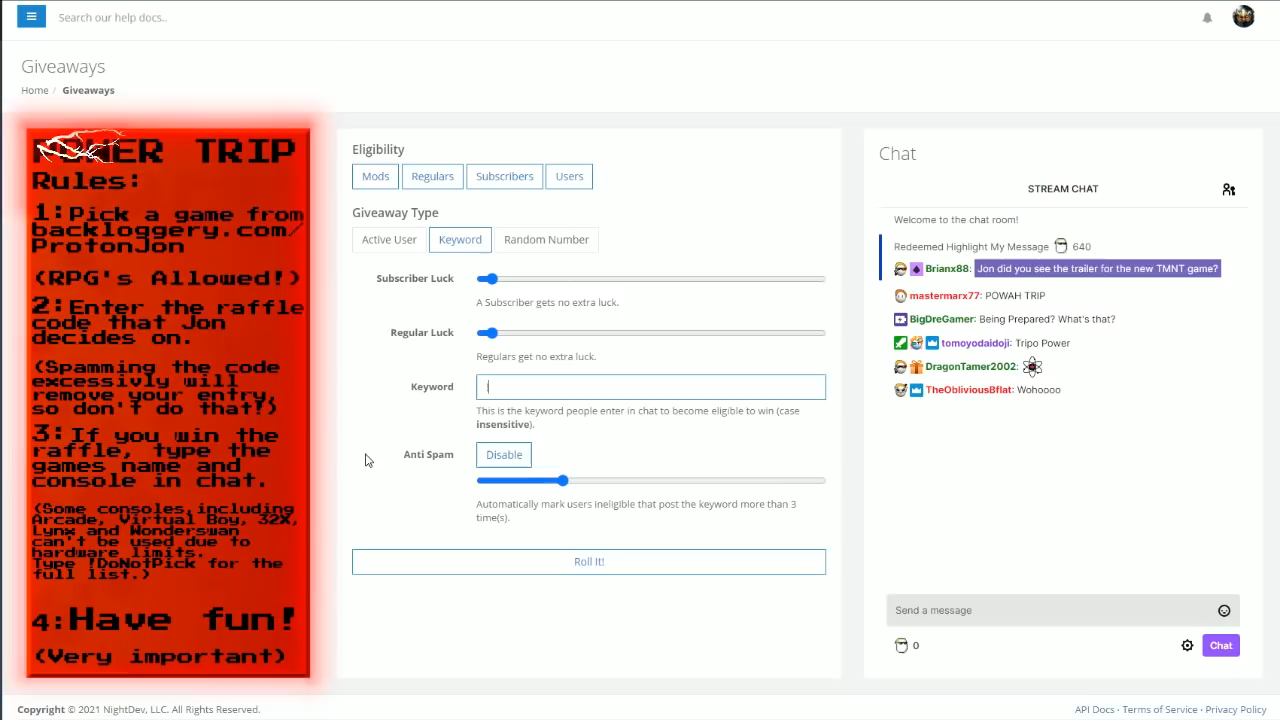 Search our help docs..
Giveaways
Home / Giveaways
POWER TRIP
Rules:
1:Pick a game from
backloggery.com/
ProtonJon
(RPG's Allowed!)
2:Enter the raffle
code that Jon
decides on.
(Spamming the code
excessivly will
remove your entry,
so don't do that!)
3:If you win the
raffle, type the
games name and
console in chat.
(Some consoles,including
Arcade, Virtual Boy, 32X,
Lynx and Wonderswan
can't be used due to
hardware limits.
Type !DoNotPick for the
full list.)
4:Have fun!
(Very important)
Eligibility
Mods Regulars Subscribers Users
Giveaway Type
Active User Keyword Random Number
Subscriber Luck
A Subscriber gets no extra luck.
Regular Luck
Regulars get no extra luck.
Keyword
This is the keyword people enter in chat to become eligible to win (case
insensitive).
Anti Spam Disable
Automatically mark users ineligible that post the keyword more than 3
time(s).
Roll It!
Chat
STREAM CHAT
Welcome to the chat room!
Redeemed Highlight My Message 640
Brianx88: Jon did you see the trailer for the new TMNT game?
mastermarx77: POWAH TRIP
BigDreGamer: Being Prepared? What's that?
tomoyodaidoji: Tripo Power
DragonTamer2002:
TheObliviousBflat: Wohoooo
Send a message
0 Chat
Copyright © 2021 NightDev, LLC. All Rights Reserved.
API Docs · Terms of Service · Privacy Policy